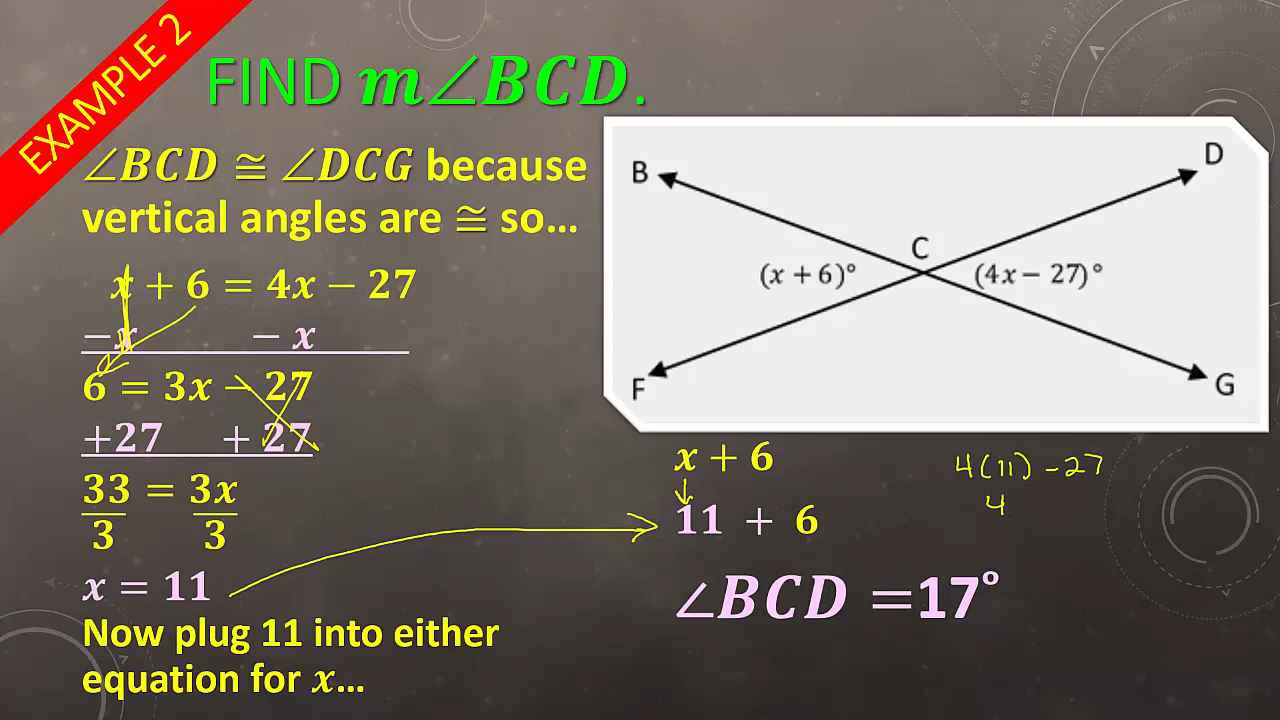 EXAMPLE 2
FIND m∠BCD.
∠BCD ≅ ∠DCG because
vertical angles are ≅ so…
x + 6 = 4x − 27
−x − x
6 = 3x − 27
+27 + 27
33 = 3x
3 3
x = 11
Now plug 11 into either
equation for x…
B
D
C
(x + 6)°
(4x − 27)°
F
G
x + 6
11 + 6
∠BCD =17°
4(11) -27
4